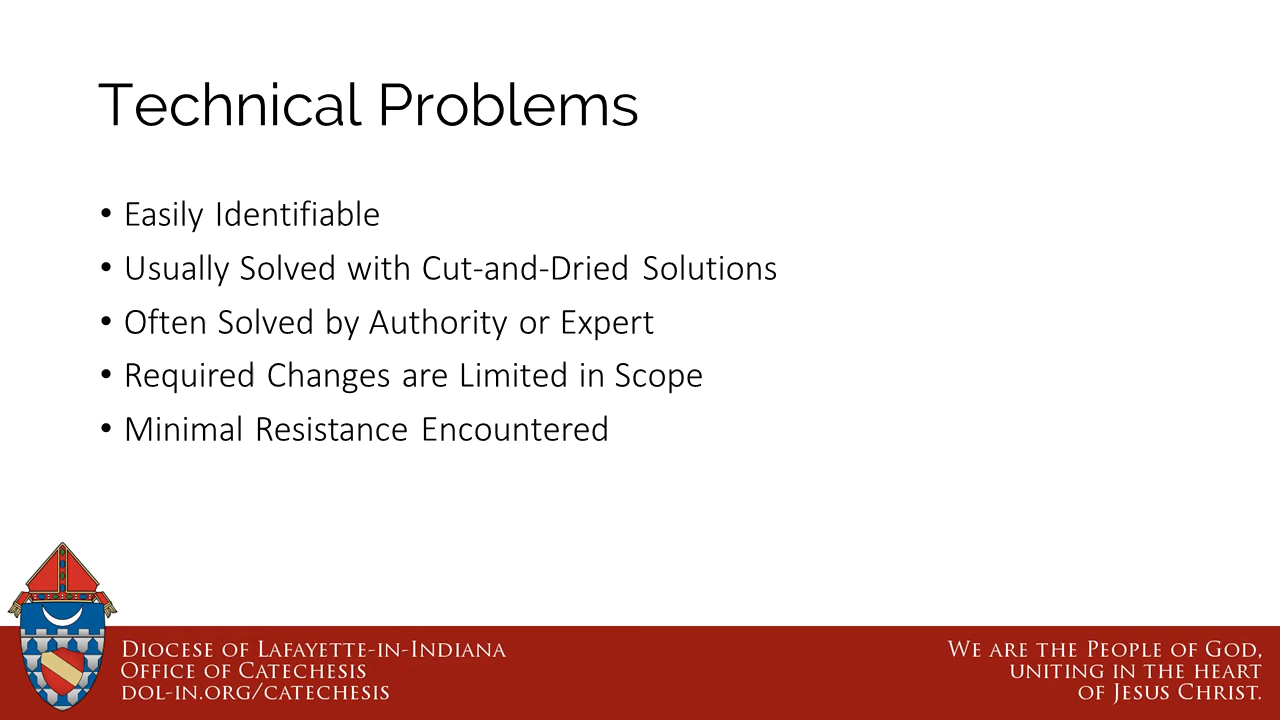 Technical Problems
• Easily Identifiable
• Usually Solved with Cut-and-Dried Solutions
• Often Solved by Authority or Expert
• Required Changes are Limited in Scope
• Minimal Resistance Encountered
Diocese of Lafayette-in-Indiana
Office of Catechesis
dol-in.org/catechesis
We are the People of God,
uniting in the heart
of Jesus Christ.